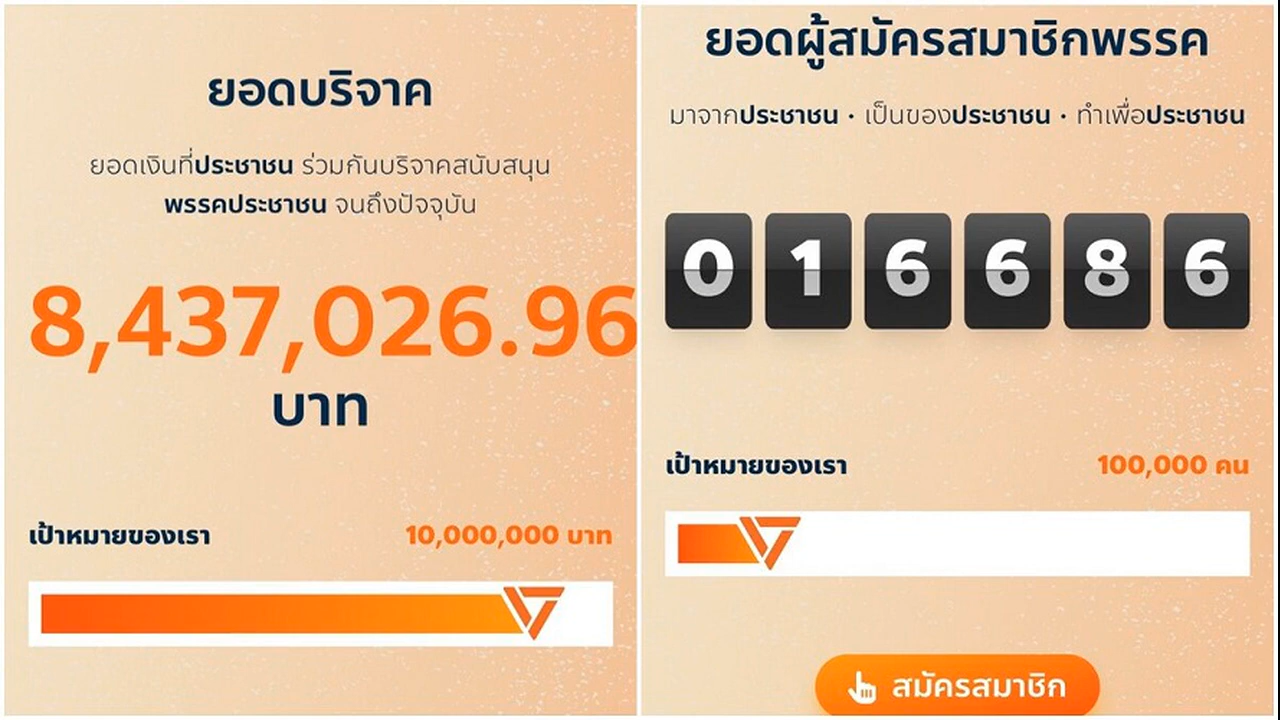 ยอดบริจาค
ยอดเงินที่ประชาชน ร่วมกันบริจาคสนับสนุน
พรรคประชาชน จนถึงปัจจุบัน
8,437,026.96
บาท
เป้าหมายของเรา 10,000,000 บาท
ยอดผู้สมัครสมาชิกพรรค
มาจากประชาชน · เป็นของประชาชน · ทำเพื่อประชาชน
016686
เป้าหมายของเรา 100,000 คน
สมัครสมาชิก